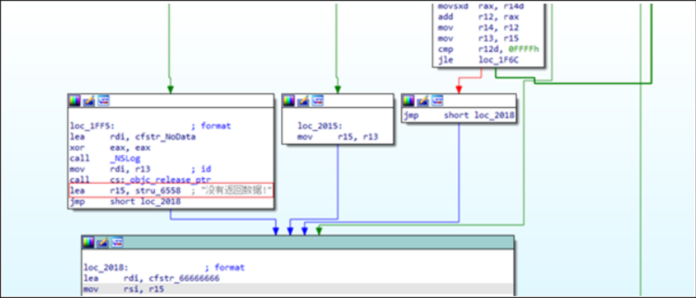 movsxd rax, r14d
add r12, rax
mov r14, r12
mov r13, r15
cmp r12d, 0FFFFh
jle loc_1F6C
loc_1FF5: ; format
lea rdi, cfstr_NoData
xor eax, eax
call _NSLog
mov rdi, r13 ; id
call cs:_objc_release_ptr
lea r15, stru_6558 ; "没有返回数据!"
jmp short loc_2018
loc_2015:
mov r15, r13
jmp short loc_2018
loc_2018: ; format
lea rdi, cfstr_66666666
mov rsi, r15